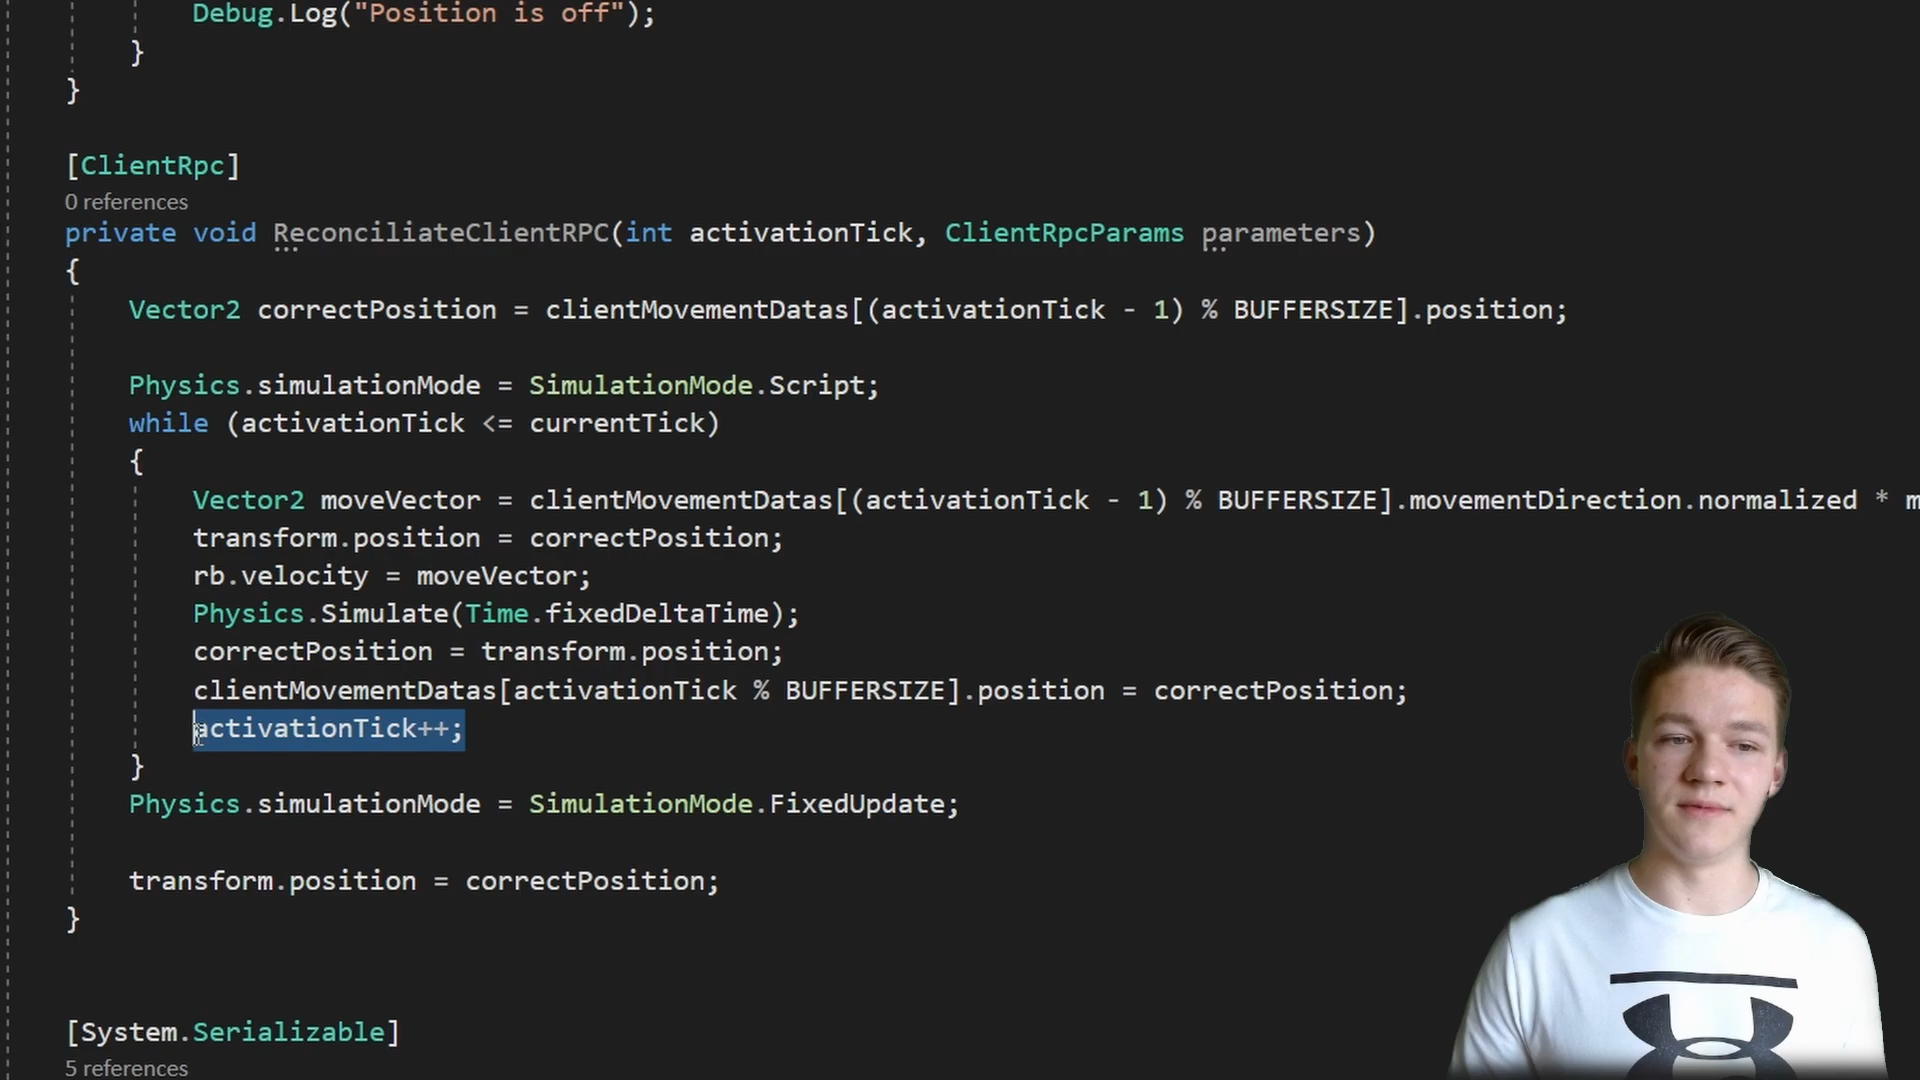 Debug.Log("Position is off");
}
}
[ClientRpc]
0 references
private void ReconciliateClientRPC(int activationTick, ClientRpcParams parameters)
{
Vector2 correctPosition = clientMovementDatas[(activationTick - 1) % BUFFERSIZE].position;
Physics.simulationMode = SimulationMode.Script;
while (activationTick <= currentTick)
{
Vector2 moveVector = clientMovementDatas[(activationTick - 1) % BUFFERSIZE].movementDirection.normalized * m
transform.position = correctPosition;
rb.velocity = moveVector;
Physics.Simulate(Time.fixedDeltaTime);
correctPosition = transform.position;
clientMovementDatas[activationTick % BUFFERSIZE].position = correctPosition;
activationTick++;
}
Physics.simulationMode = SimulationMode.FixedUpdate;
transform.position = correctPosition;
}
[System.Serializable]
5 references